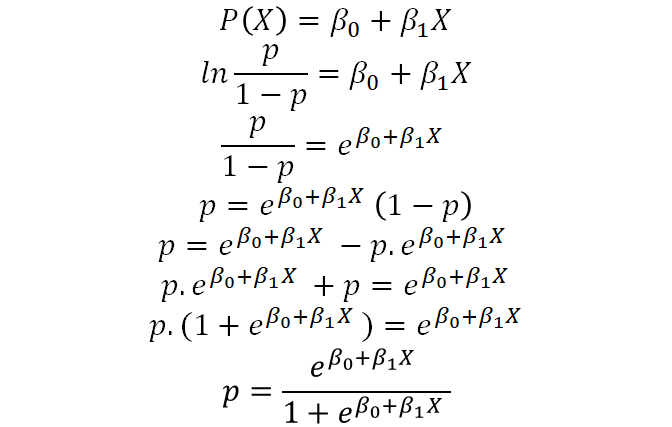 P(X) = β₀ + β₁X
ln p/(1 − p) = β₀ + β₁X
p/(1 − p) = e^(β₀+β₁X)
p = e^(β₀+β₁X) (1 − p)
p = e^(β₀+β₁X) − p. e^(β₀+β₁X)
p. e^(β₀+β₁X) + p = e^(β₀+β₁X)
p. (1 + e^(β₀+β₁X) ) = e^(β₀+β₁X)
p = e^(β₀+β₁X)/(1 + e^(β₀+β₁X))